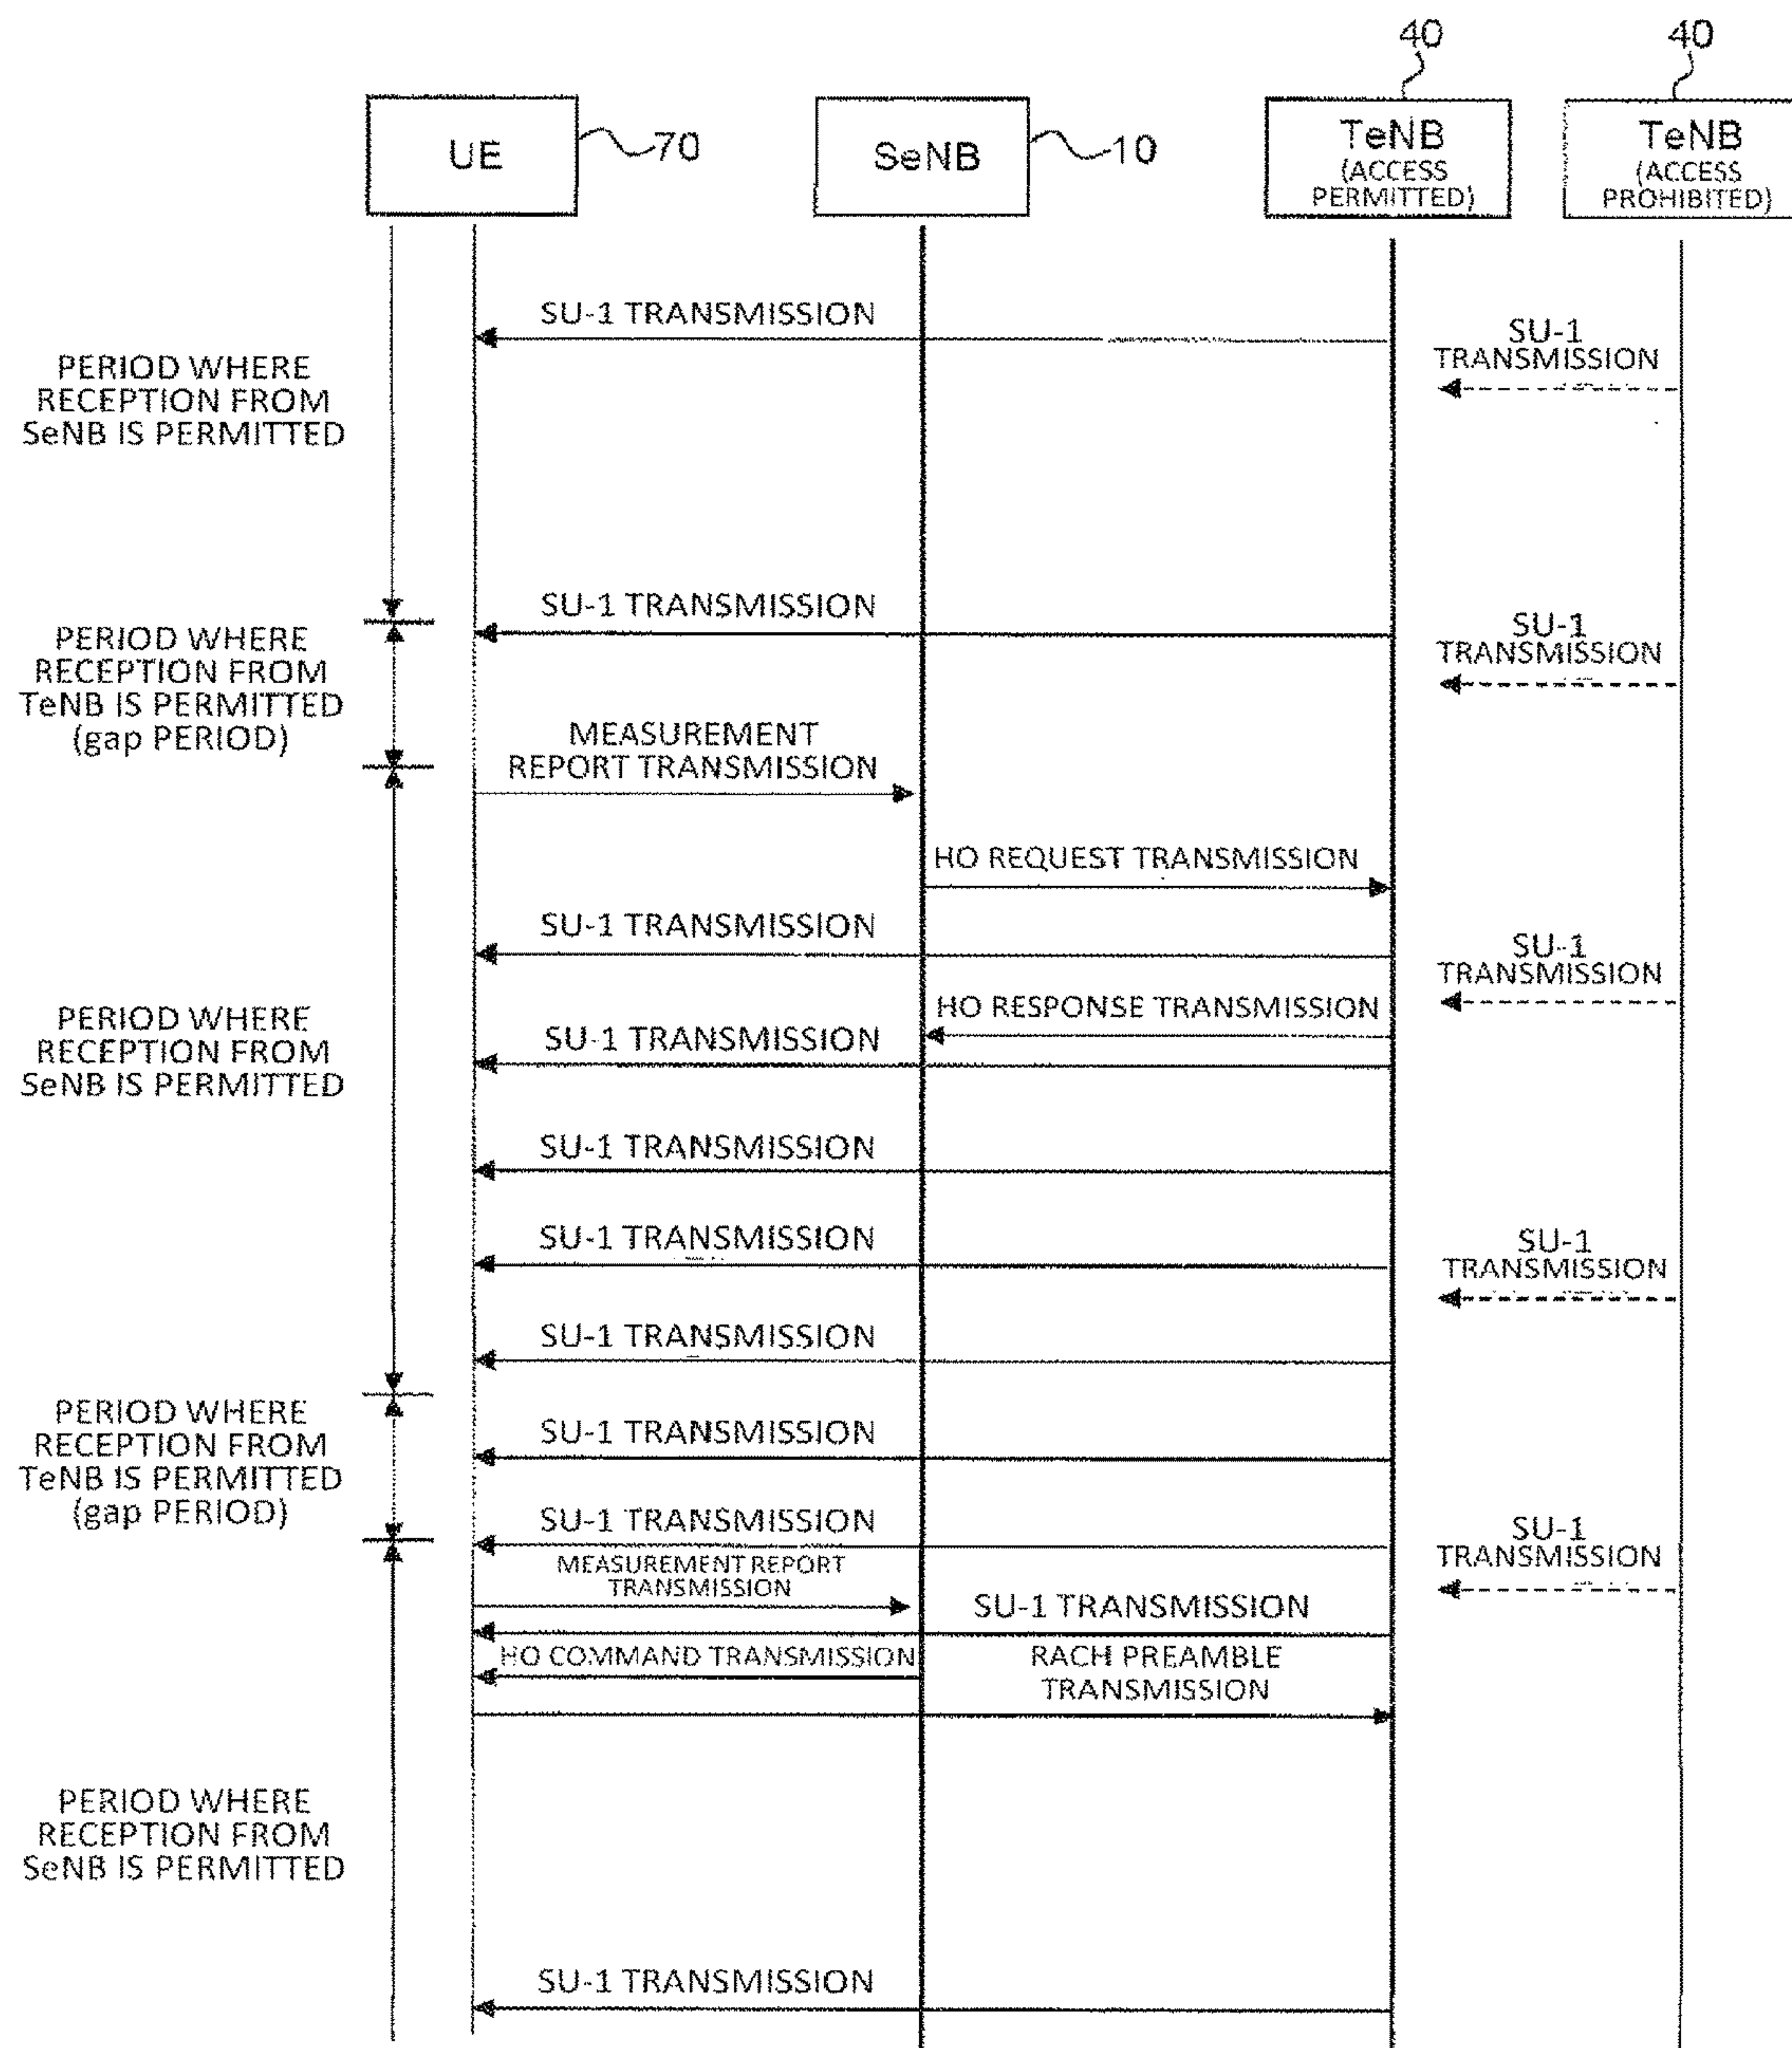 40
40
UE
70
SeNB
10
TeNB
(ACCESS
PERMITTED)
TeNB
(ACCESS
PROHIBITED)
SU-1 TRANSMISSION
SU-1
TRANSMISSION
PERIOD WHERE
RECEPTION FROM
SeNB IS PERMITTED
SU-1 TRANSMISSION
SU-1
TRANSMISSION
PERIOD WHERE
RECEPTION FROM
TeNB IS PERMITTED
(gap PERIOD)
MEASUREMENT
REPORT TRANSMISSION
HO REQUEST TRANSMISSION
SU-1 TRANSMISSION
SU-1
TRANSMISSION
HO RESPONSE TRANSMISSION
PERIOD WHERE
RECEPTION FROM
SeNB IS PERMITTED
SU-1 TRANSMISSION
SU-1 TRANSMISSION
SU-1 TRANSMISSION
SU-1
TRANSMISSION
SU-1 TRANSMISSION
PERIOD WHERE
RECEPTION FROM
TeNB IS PERMITTED
(gap PERIOD)
SU-1 TRANSMISSION
SU-1 TRANSMISSION
SU-1
TRANSMISSION
MEASUREMENT REPORT
TRANSMISSION
SU-1 TRANSMISSION
HO COMMAND TRANSMISSION
RACH PREAMBLE
TRANSMISSION
PERIOD WHERE
RECEPTION FROM
SeNB IS PERMITTED
SU-1 TRANSMISSION